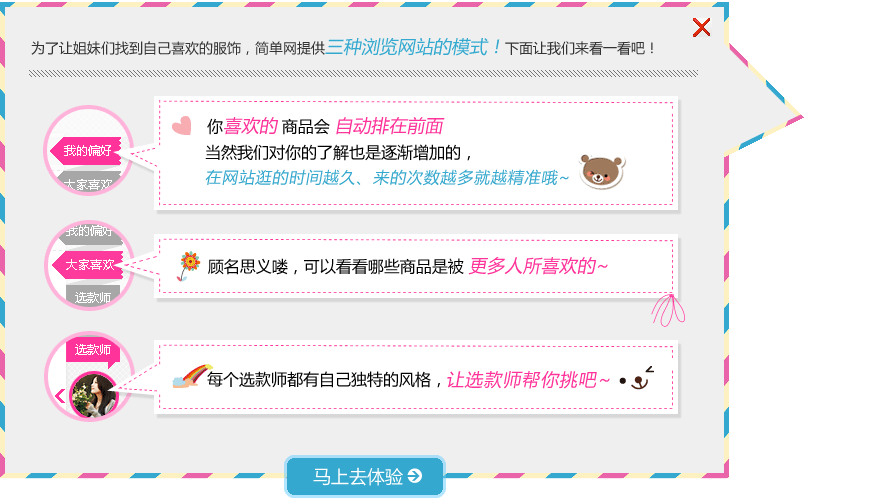 为了让姐妹们找到自己喜欢的服饰，简单网提供三种浏览网站的模式！下面让我们来看一看吧！
我的偏好
大家喜欢
你喜欢的 商品会 自动排在前面
当然我们对你的了解也是逐渐增加的，
在网站逛的时间越久、来的次数越多就越精准哦~
我的偏好
大家喜欢
选款师
顾名思义喽，可以看看哪些商品是被 更多人所喜欢的~
选款师
每个选款师都有自己独特的风格，让选款师帮你挑吧~
马上去体验